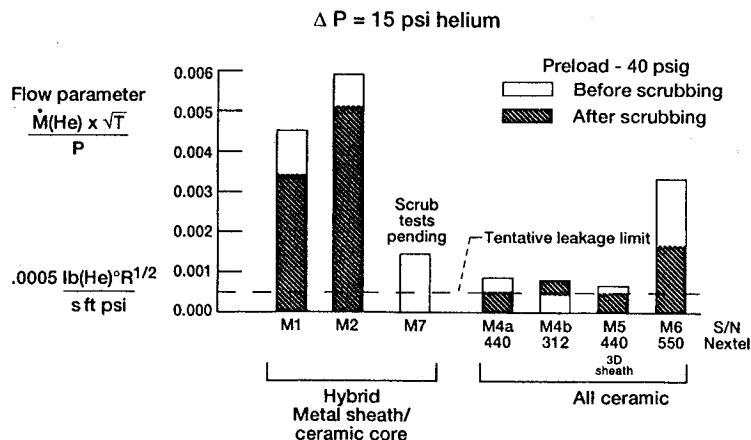 Δ P = 15 psi helium
Preload - 40 psig
Before scrubbing
After scrubbing
Flow parameter
Ṁ(He) x √T
P
0.006
0.005
0.004
0.003
0.002
0.001
0.000
.0005 lb(He)°R1/2
s ft psi
Scrub
tests
pending
Tentative leakage limit
M1 M2 M7 M4a M4b M5 M6 S/N
440 312 440 550 Nextel
3D
sheath
Hybrid
Metal sheath/
ceramic core
All ceramic